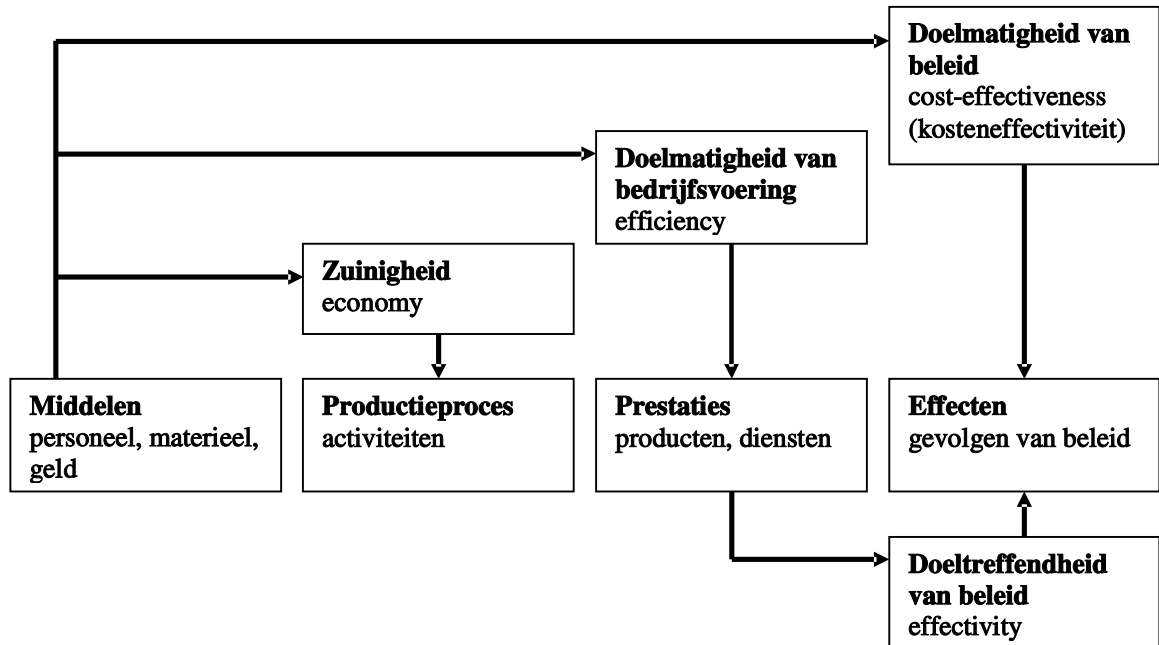 Doelmatigheid van
beleid
cost-effectiveness
(kosteneffectiviteit)
Doelmatigheid van
bedrijfsvoering
efficiency
Zuinigheid
economy
Middelen
personeel, materieel,
geld
Productieproces
activiteiten
Prestaties
producten, diensten
Effecten
gevolgen van beleid
Doeltreffendheid
van beleid
effectivity